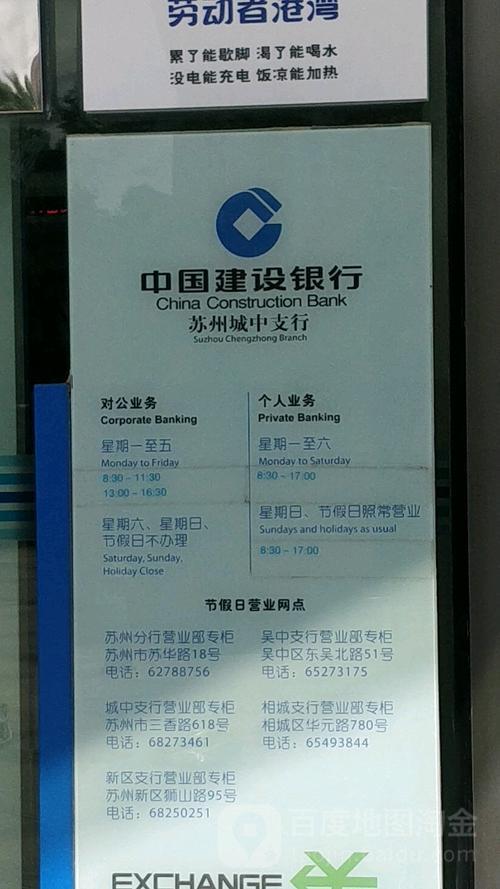 劳动者港湾
累了能歇脚 渴了能喝水
没电能充电 饭凉能加热
中国建设银行
China Construction Bank
苏州城中支行
Suzhou Chengzhong Branch
对公业务
Corporate Banking
星期一至五
Monday to Friday
8:30 - 11:30
13:00 - 16:30
星期六、星期日、
节假日不办理
Saturday, Sunday,
Holiday Close
个人业务
Private Banking
星期一至六
Monday to Saturday
8:30 - 17:00
星期日、节假日照常营业
Sundays and holidays as usual
8:30 - 17:00
节假日营业网点
苏州分行营业部专柜
苏州市苏华路18号
电话：62788756
吴中支行营业部专柜
吴中区东吴北路51号
电话：65273175
城中支行营业部专柜
苏州市三香路618号
电话：68273461
相城支行营业部专柜
相城区华元路780号
电话：65493844
新区支行营业部专柜
苏州新区狮山路95号
电话：68250251
EXCHANGE
百度地图淘金
baidu.com